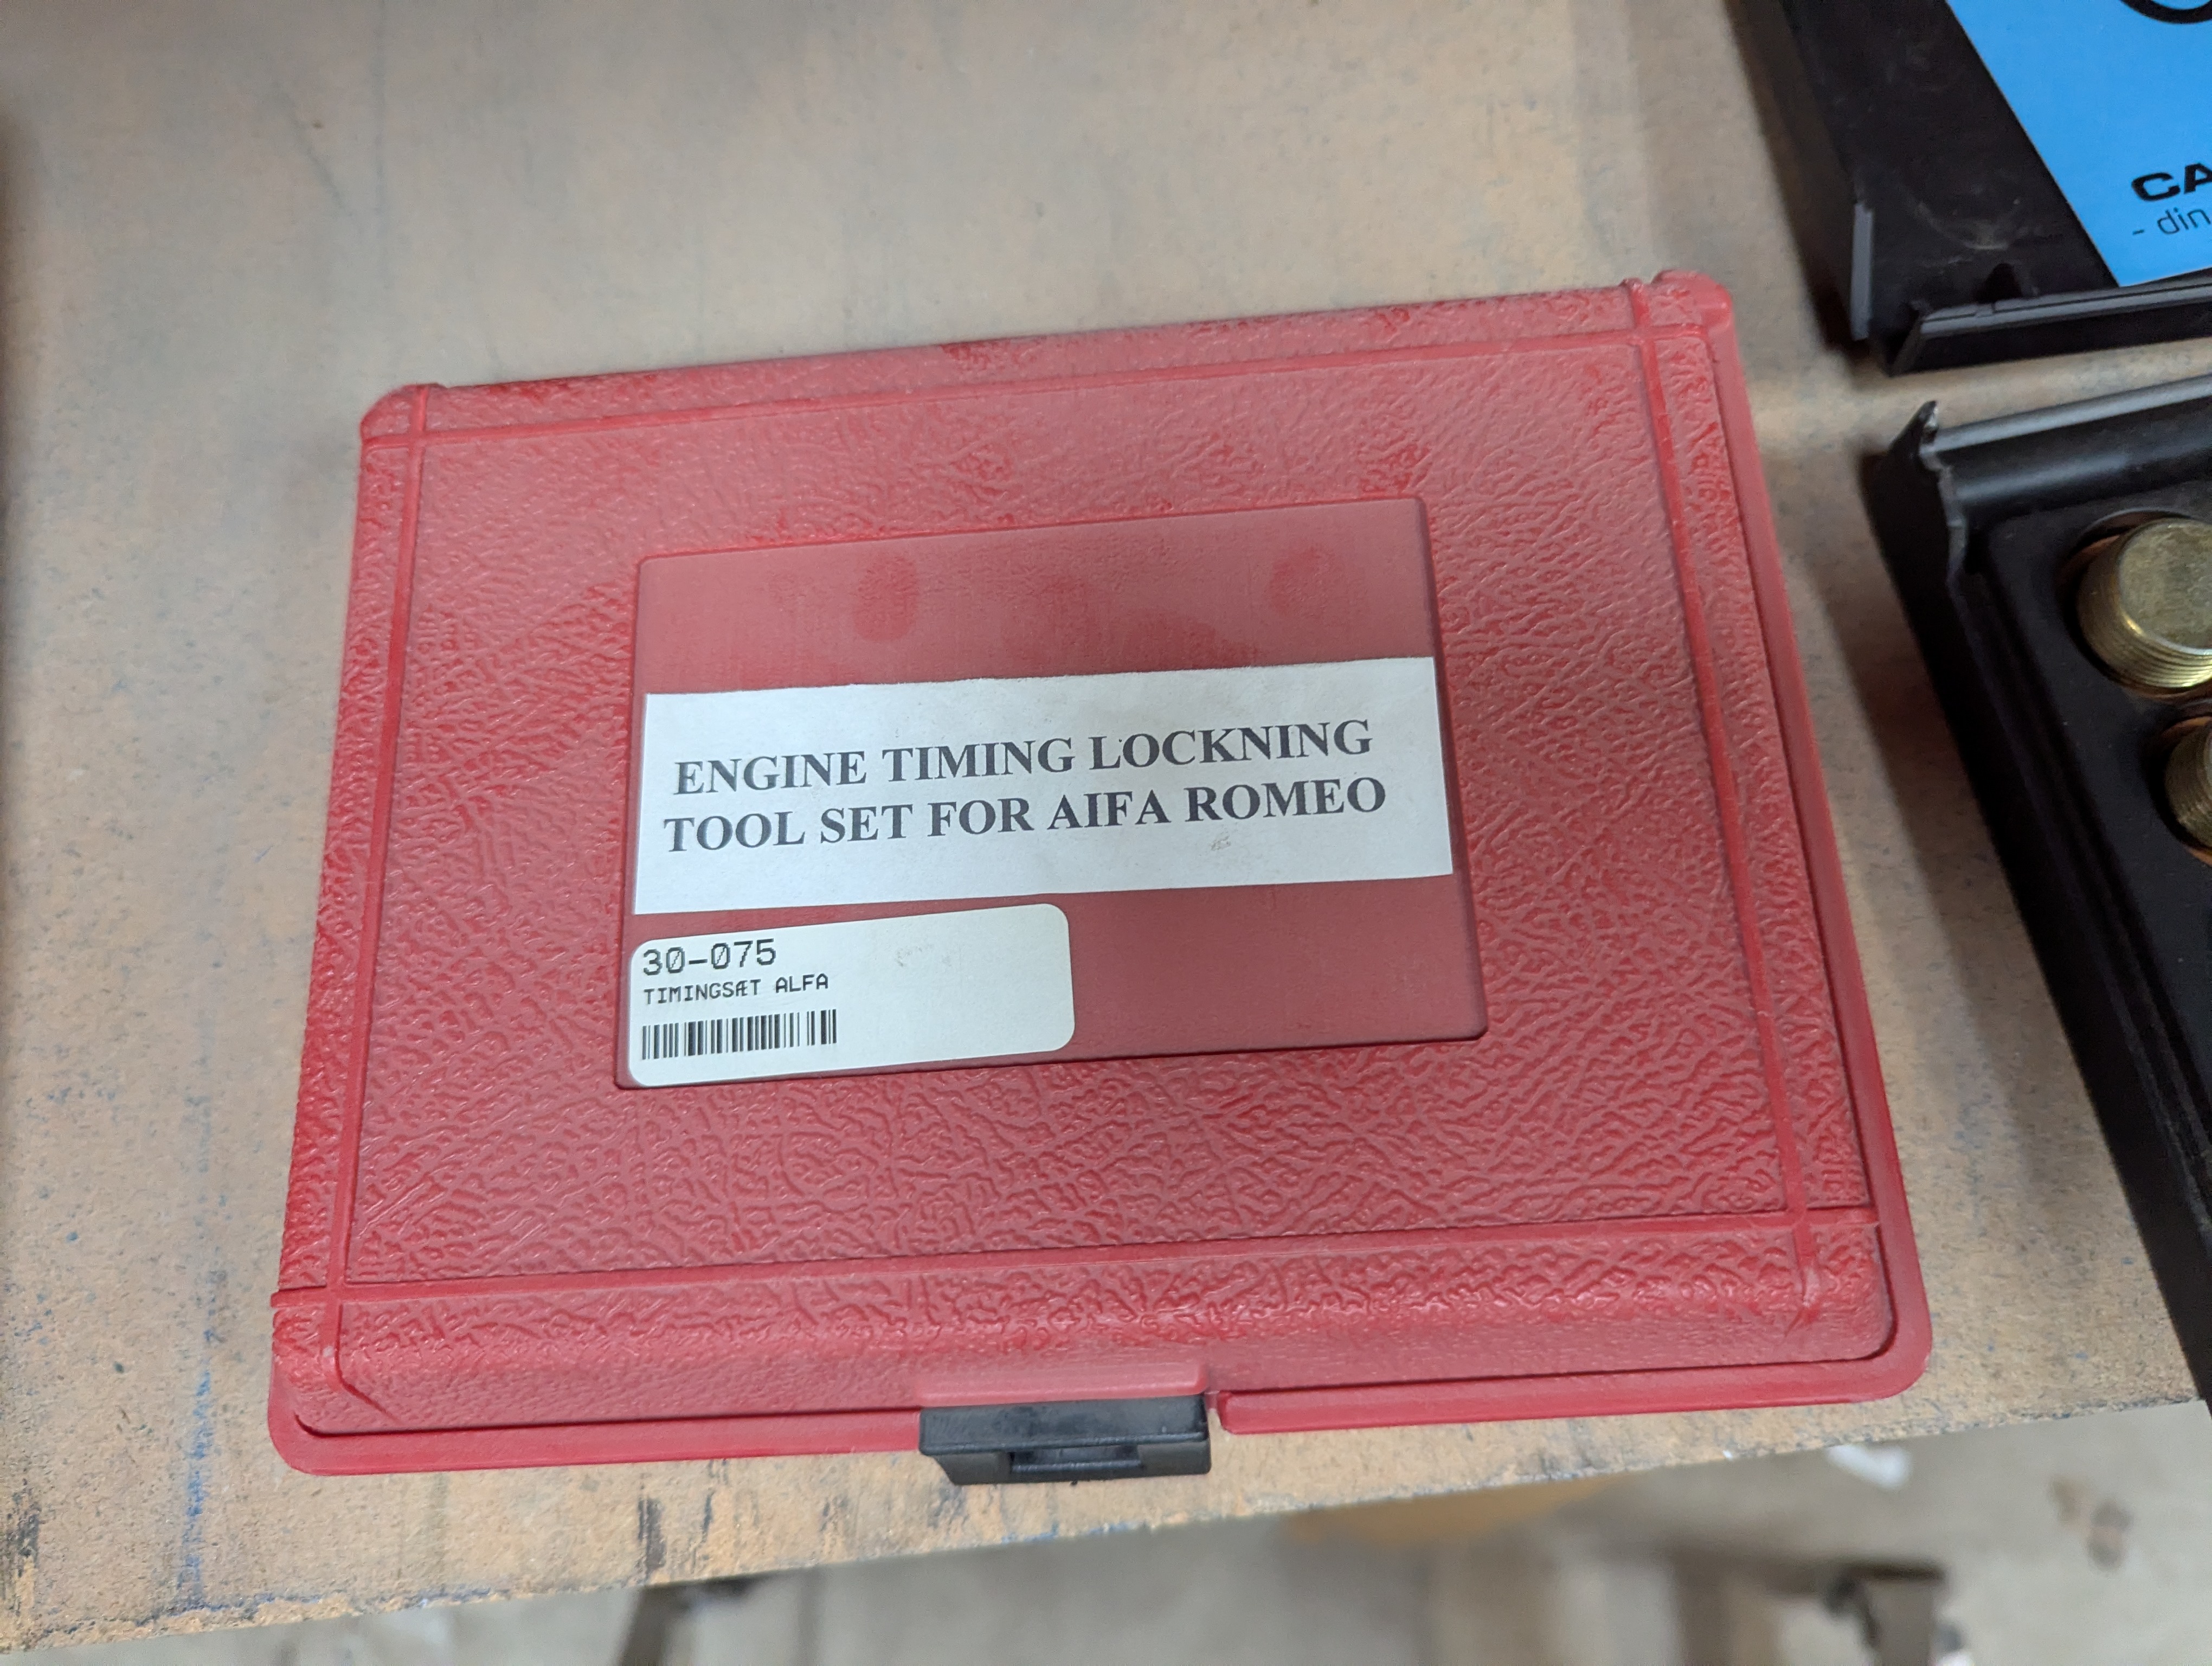 ENGINE TIMING LOCKNING
TOOL SET FOR AIFA ROMEO
30-075
TIMINGSÆT ALFA
CA
- din